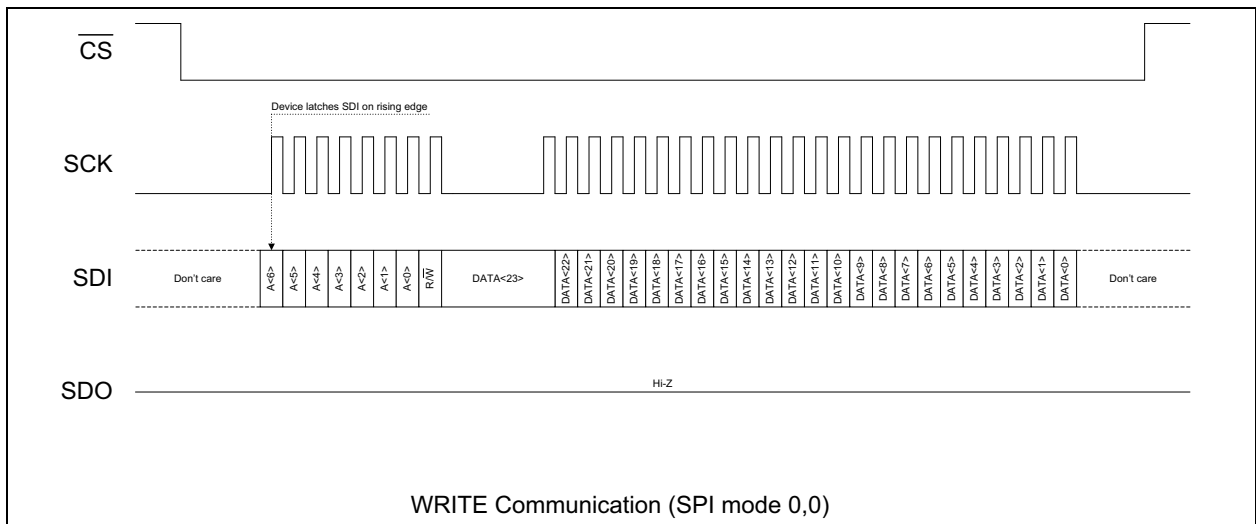 CS
Device latches SDI on rising edge
SCK
SDI
Don't care
A<6>
A<5>
A<4>
A<3>
A<2>
A<1>
A<0>
R/W
DATA<23>
DATA<22>
DATA<21>
DATA<20>
DATA<19>
DATA<18>
DATA<17>
DATA<16>
DATA<15>
DATA<14>
DATA<13>
DATA<12>
DATA<11>
DATA<10>
DATA<9>
DATA<8>
DATA<7>
DATA<6>
DATA<5>
DATA<4>
DATA<3>
DATA<2>
DATA<1>
DATA<0>
Don't care
SDO
Hi-Z
WRITE Communication (SPI mode 0,0)